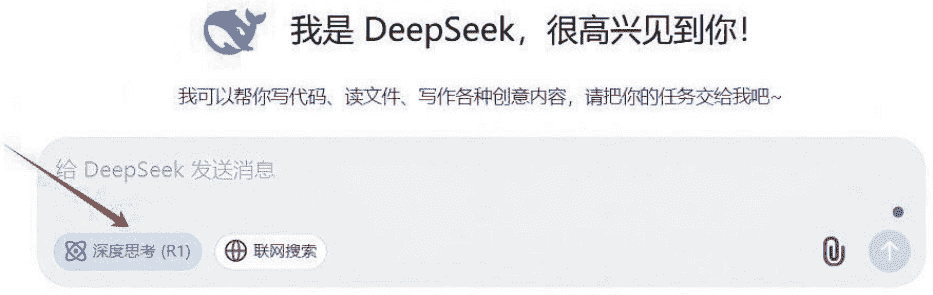 我是 DeepSeek，很高兴见到你！
我可以帮你写代码、读文件、写作各种创意内容，请把你的任务交给我吧~
给 DeepSeek 发送消息
深度思考 (R1) 联网搜索